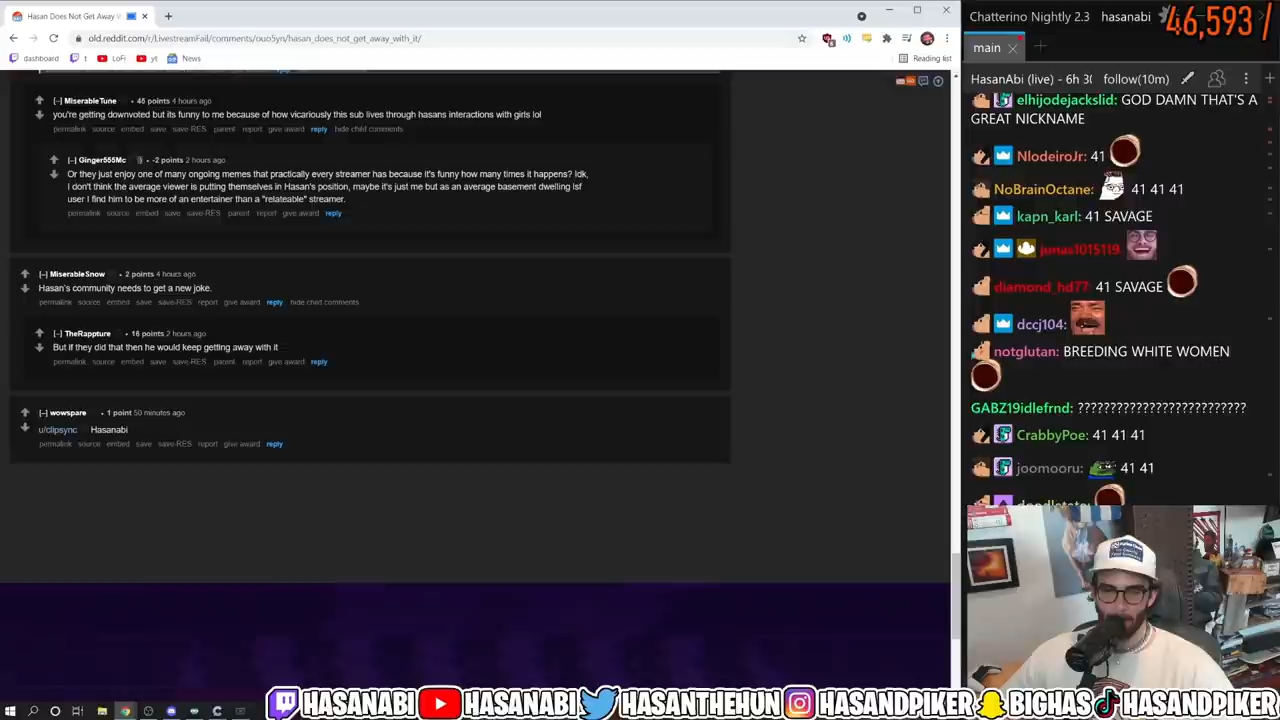 Hasan Does Not Get Away w
old.reddit.com/r/LivestreamFail/comments/ouo5yn/hasan_does_not_get_away_with_it/
dashboard t LoFi yt News Reading list
[–] MiserableTune • 45 points 4 hours ago
you're getting downvoted but its funny to me because of how vicariously this sub lives through hasans interactions with girls lol
permalink source embed save save-RES parent report give award reply hide child comments
[–] Ginger555Mc • -2 points 2 hours ago
Or they just enjoy one of many ongoing memes that practically every streamer has because it's funny how many times it happens? Idk,
I don't think the average viewer is putting themselves in Hasan's position, maybe it's just me but as an average basement dwelling lsf
user I find him to be more of an entertainer than a "relateable" streamer.
permalink source embed save save-RES parent report give award reply
[–] MiserableSnow • 2 points 4 hours ago
Hasan's community needs to get a new joke.
permalink source embed save save-RES report give award reply hide child comments
[–] TheRappture • 16 points 2 hours ago
But if they did that then he would keep getting away with it
permalink source embed save save-RES parent report give award reply
[–] wowspare • 1 point 50 minutes ago
u/clipsync Hasanabi
permalink source embed save save-RES report give award reply
Chatterino Nightly 2.3 hasanabi
46,593 /
main
HasanAbi (live) - 6h 30 follow(10m)
elhijodejackslid: GOD DAMN THAT'S A
GREAT NICKNAME
NlodeiroJr: 41
NoBrainOctane: 41 41 41
kapn_karl: 41 SAVAGE
junas1015119
diamond_hd77: 41 SAVAGE
dccj104:
notglutan: BREEDING WHITE WOMEN
GABZ19idlefrnd: ??????????????????????????
CrabbyPoe: 41 41 41
joomooru: 41 41
HASANABI HASANABI HASANTHEHUN HASANDPIKER BIGHAS HASANDPIKER